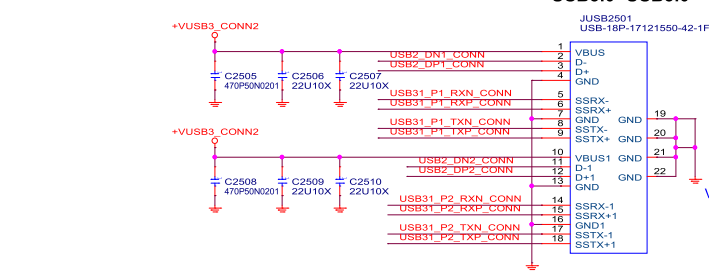 JUSB2501
USB-18P-17121550-42-1F
+VUSB3_CONN2
C2505
470P50N0201
C2506
22U10X
C2507
22U10X
USB2_DN1_CONN
USB2_DP1_CONN
USB31_P1_RXN_CONN
USB31_P1_RXP_CONN
USB31_P1_TXN_CONN
USB31_P1_TXP_CONN
1 VBUS
2 D-
3 D+
4 GND
5 SSRX-
6 SSRX+
7 GND
8 SSTX-
9 SSTX+
GND 19
GND 20
GND 21
GND 22
+VUSB3_CONN2
C2508
470P50N0201
C2509
22U10X
C2510
22U10X
USB2_DN2_CONN
USB2_DP2_CONN
USB31_P2_RXN_CONN
USB31_P2_RXP_CONN
USB31_P2_TXN_CONN
USB31_P2_TXP_CONN
10 VBUS1
11 D-1
12 D+1
13 GND
14 SSRX-1
15 SSRX+1
16 GND1
17 SSTX-1
18 SSTX+1